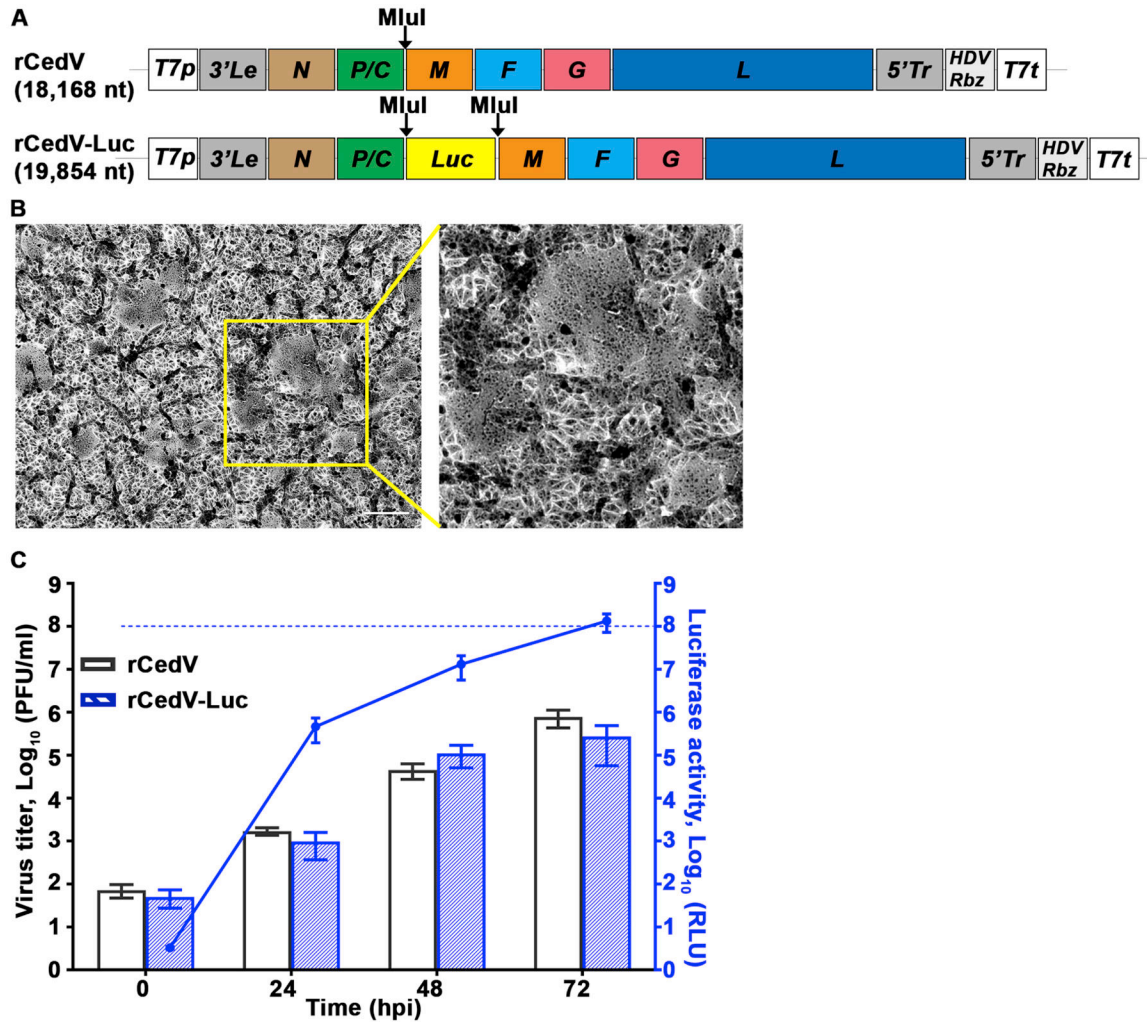 A
MluI
rCedV
(18,168 nt)
T7p 3'Le N P/C M F G L 5'Tr HDV Rbz T7t
MluI MluI
rCedV-Luc
(19,854 nt)
T7p 3'Le N P/C Luc M F G L 5'Tr HDV Rbz T7t
B
C
Virus titer, Log10 (PFU/ml)
9
8
7
6
5
4
3
2
1
0
rCedV
rCedV-Luc
9
8
7
6
5
4
3
2
1
0
Luciferase activity, Log10 (RLU)
0 24 48 72
Time (hpi)